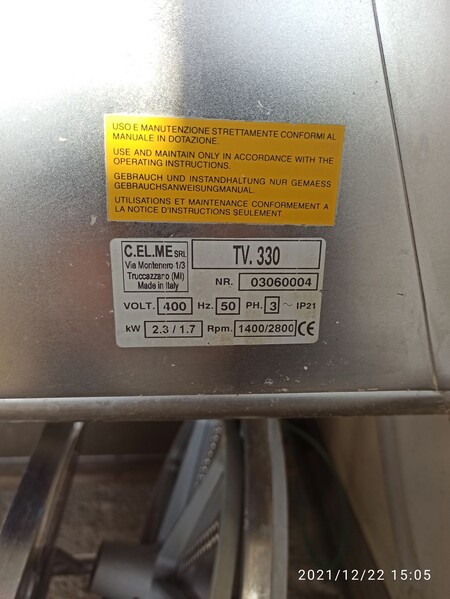 USO E MANUTENZIONE STRETTAMENTE CONFORMI AL
MANUALE IN DOTAZIONE.
USE AND MAINTAIN ONLY IN ACCORDANCE WITH THE
OPERATING INSTRUCTIONS.
GEBRAUCH UND INSTANDHALTUNG NUR GEMAESS
GEBRAUCHSANWEISUNGMANUAL.
UTILISATIONS ET MAINTENANCE CONFORMEMENT A
LA NOTICE D'INSTRUCTIONS SEULEMENT.
C.EL.ME SRL
Via Montenero 1/3
Truccazzano (MI)
Made in Italy
TV. 330
NR. 03060004
VOLT. 400 Hz. 50 PH. 3 ~ IP21
kW 2.3 / 1.7 Rpm. 1400/2800 CE
2021/12/22 15:05